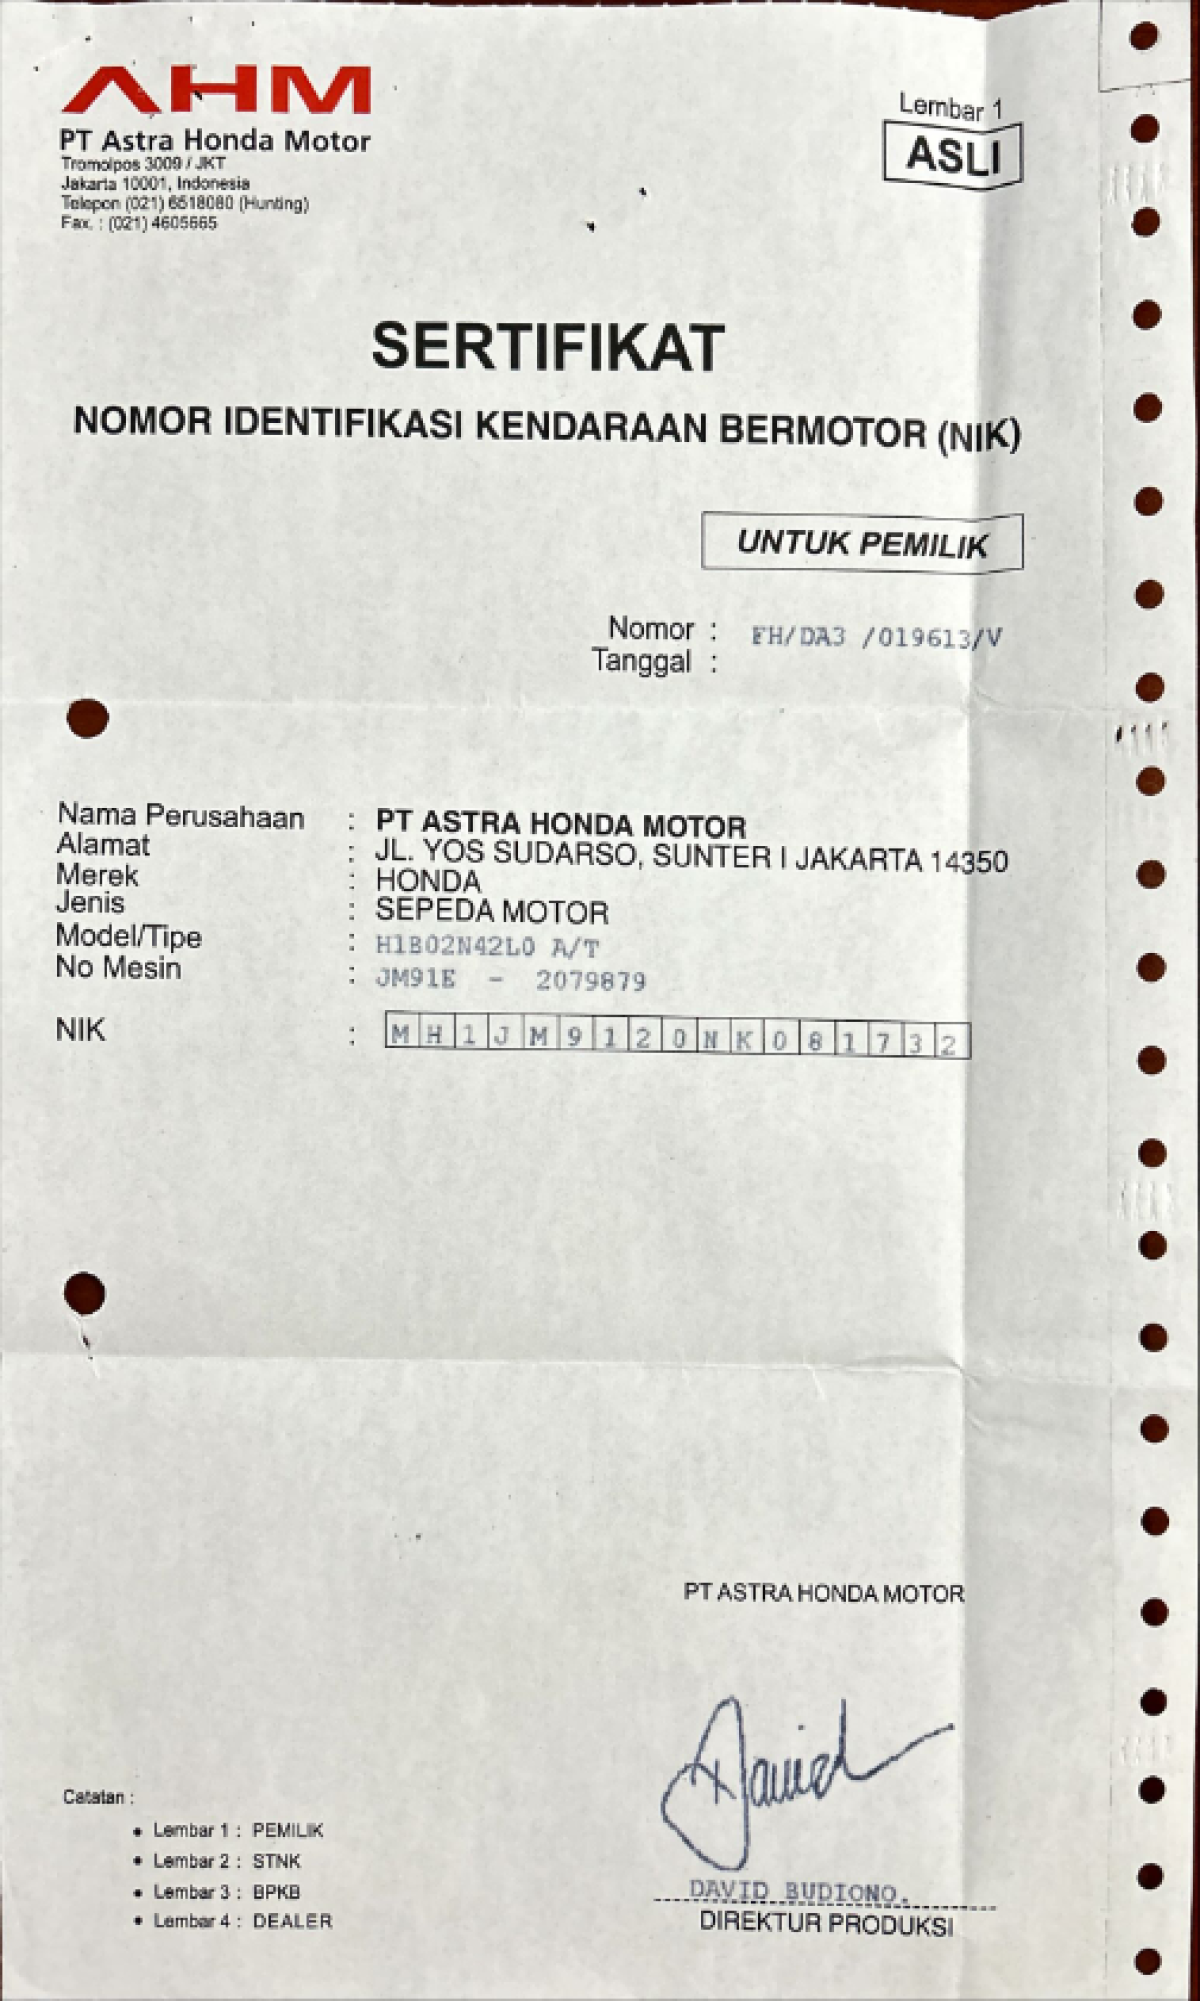 AHM
PT Astra Honda Motor
Tromolpos 3009 / JKT
Jakarta 10001, Indonesia
Telepon (021) 6518080 (Hunting)
Fax. : (021) 4605665
Lembar 1
ASLI
SERTIFIKAT
NOMOR IDENTIFIKASI KENDARAAN BERMOTOR (NIK)
UNTUK PEMILIK
Nomor : FH/DA3 /019613/V
Tanggal :
Nama Perusahaan : PT ASTRA HONDA MOTOR
Alamat : JL. YOS SUDARSO, SUNTER I JAKARTA 14350
Merek : HONDA
Jenis : SEPEDA MOTOR
Model/Tipe : H1B02N42L0 A/T
No Mesin : JM91E - 2079879
NIK : MH1JM9120NK081732
PT ASTRA HONDA MOTOR
David
DAVID BUDIONO.
DIREKTUR PRODUKSI
Catatan :
• Lembar 1 : PEMILIK
• Lembar 2 : STNK
• Lembar 3 : BPKB
• Lembar 4 : DEALER